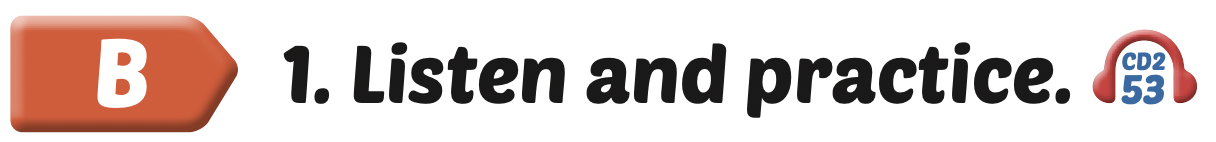 B 1. Listen and practice. CD2
53